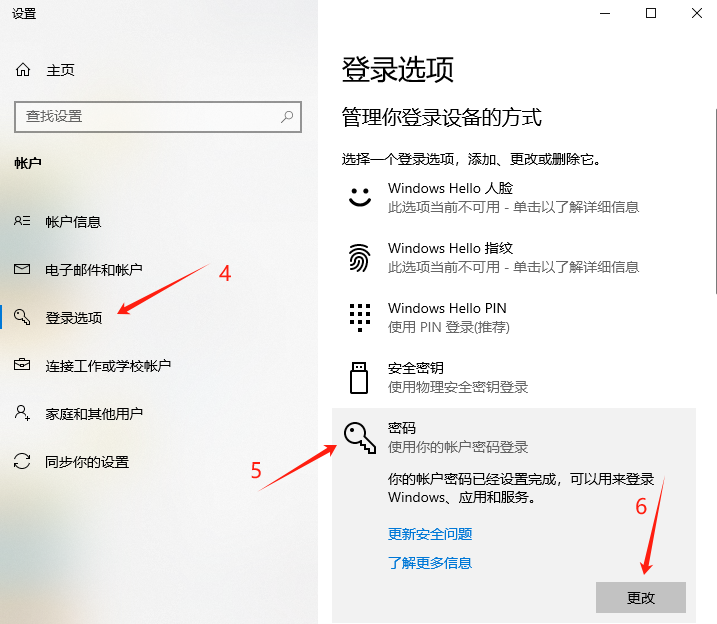 设置
主页
查找设置
帐户
帐户信息
电子邮件和帐户
登录选项
连接工作或学校帐户
家庭和其他用户
同步你的设置
4
登录选项
管理你登录设备的方式
选择一个登录选项，添加、更改或删除它。
Windows Hello 人脸
此选项当前不可用 - 单击以了解详细信息
Windows Hello 指纹
此选项当前不可用 - 单击以了解详细信息
Windows Hello PIN
使用 PIN 登录(推荐)
安全密钥
使用物理安全密钥登录
5
密码
使用你的帐户密码登录
你的帐户密码已经设置完成，可以用来登录
Windows、应用和服务。
6
更新安全问题
了解更多信息
更改